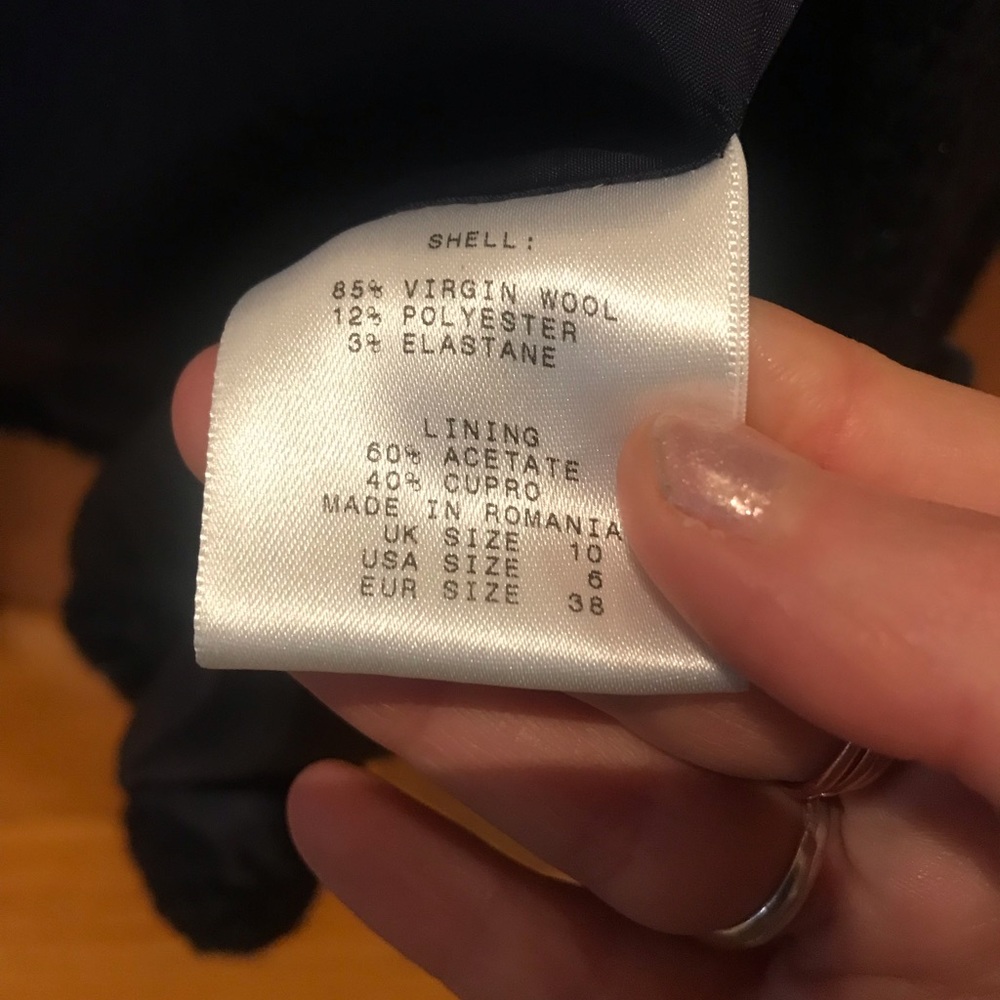 SHELL:
85% VIRGIN WOOL
12% POLYESTER
3% ELASTANE
LINING
60% ACETATE
40% CUPRO
MADE IN ROMANIA
UK SIZE 10
USA SIZE 6
EUR SIZE 38